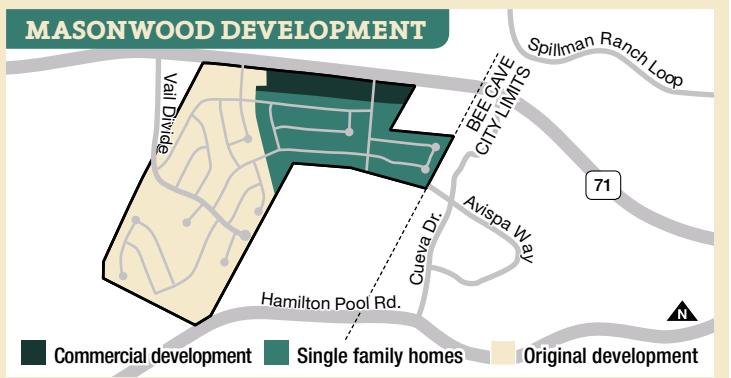 MASONWOOD DEVELOPMENT
Spillman Ranch Loop
Vail Divide
BEE CAVE
CITY LIMITS
71
Avispa Way
Cueva Dr.
Hamilton Pool Rd.
N
Commercial development
Single family homes
Original development